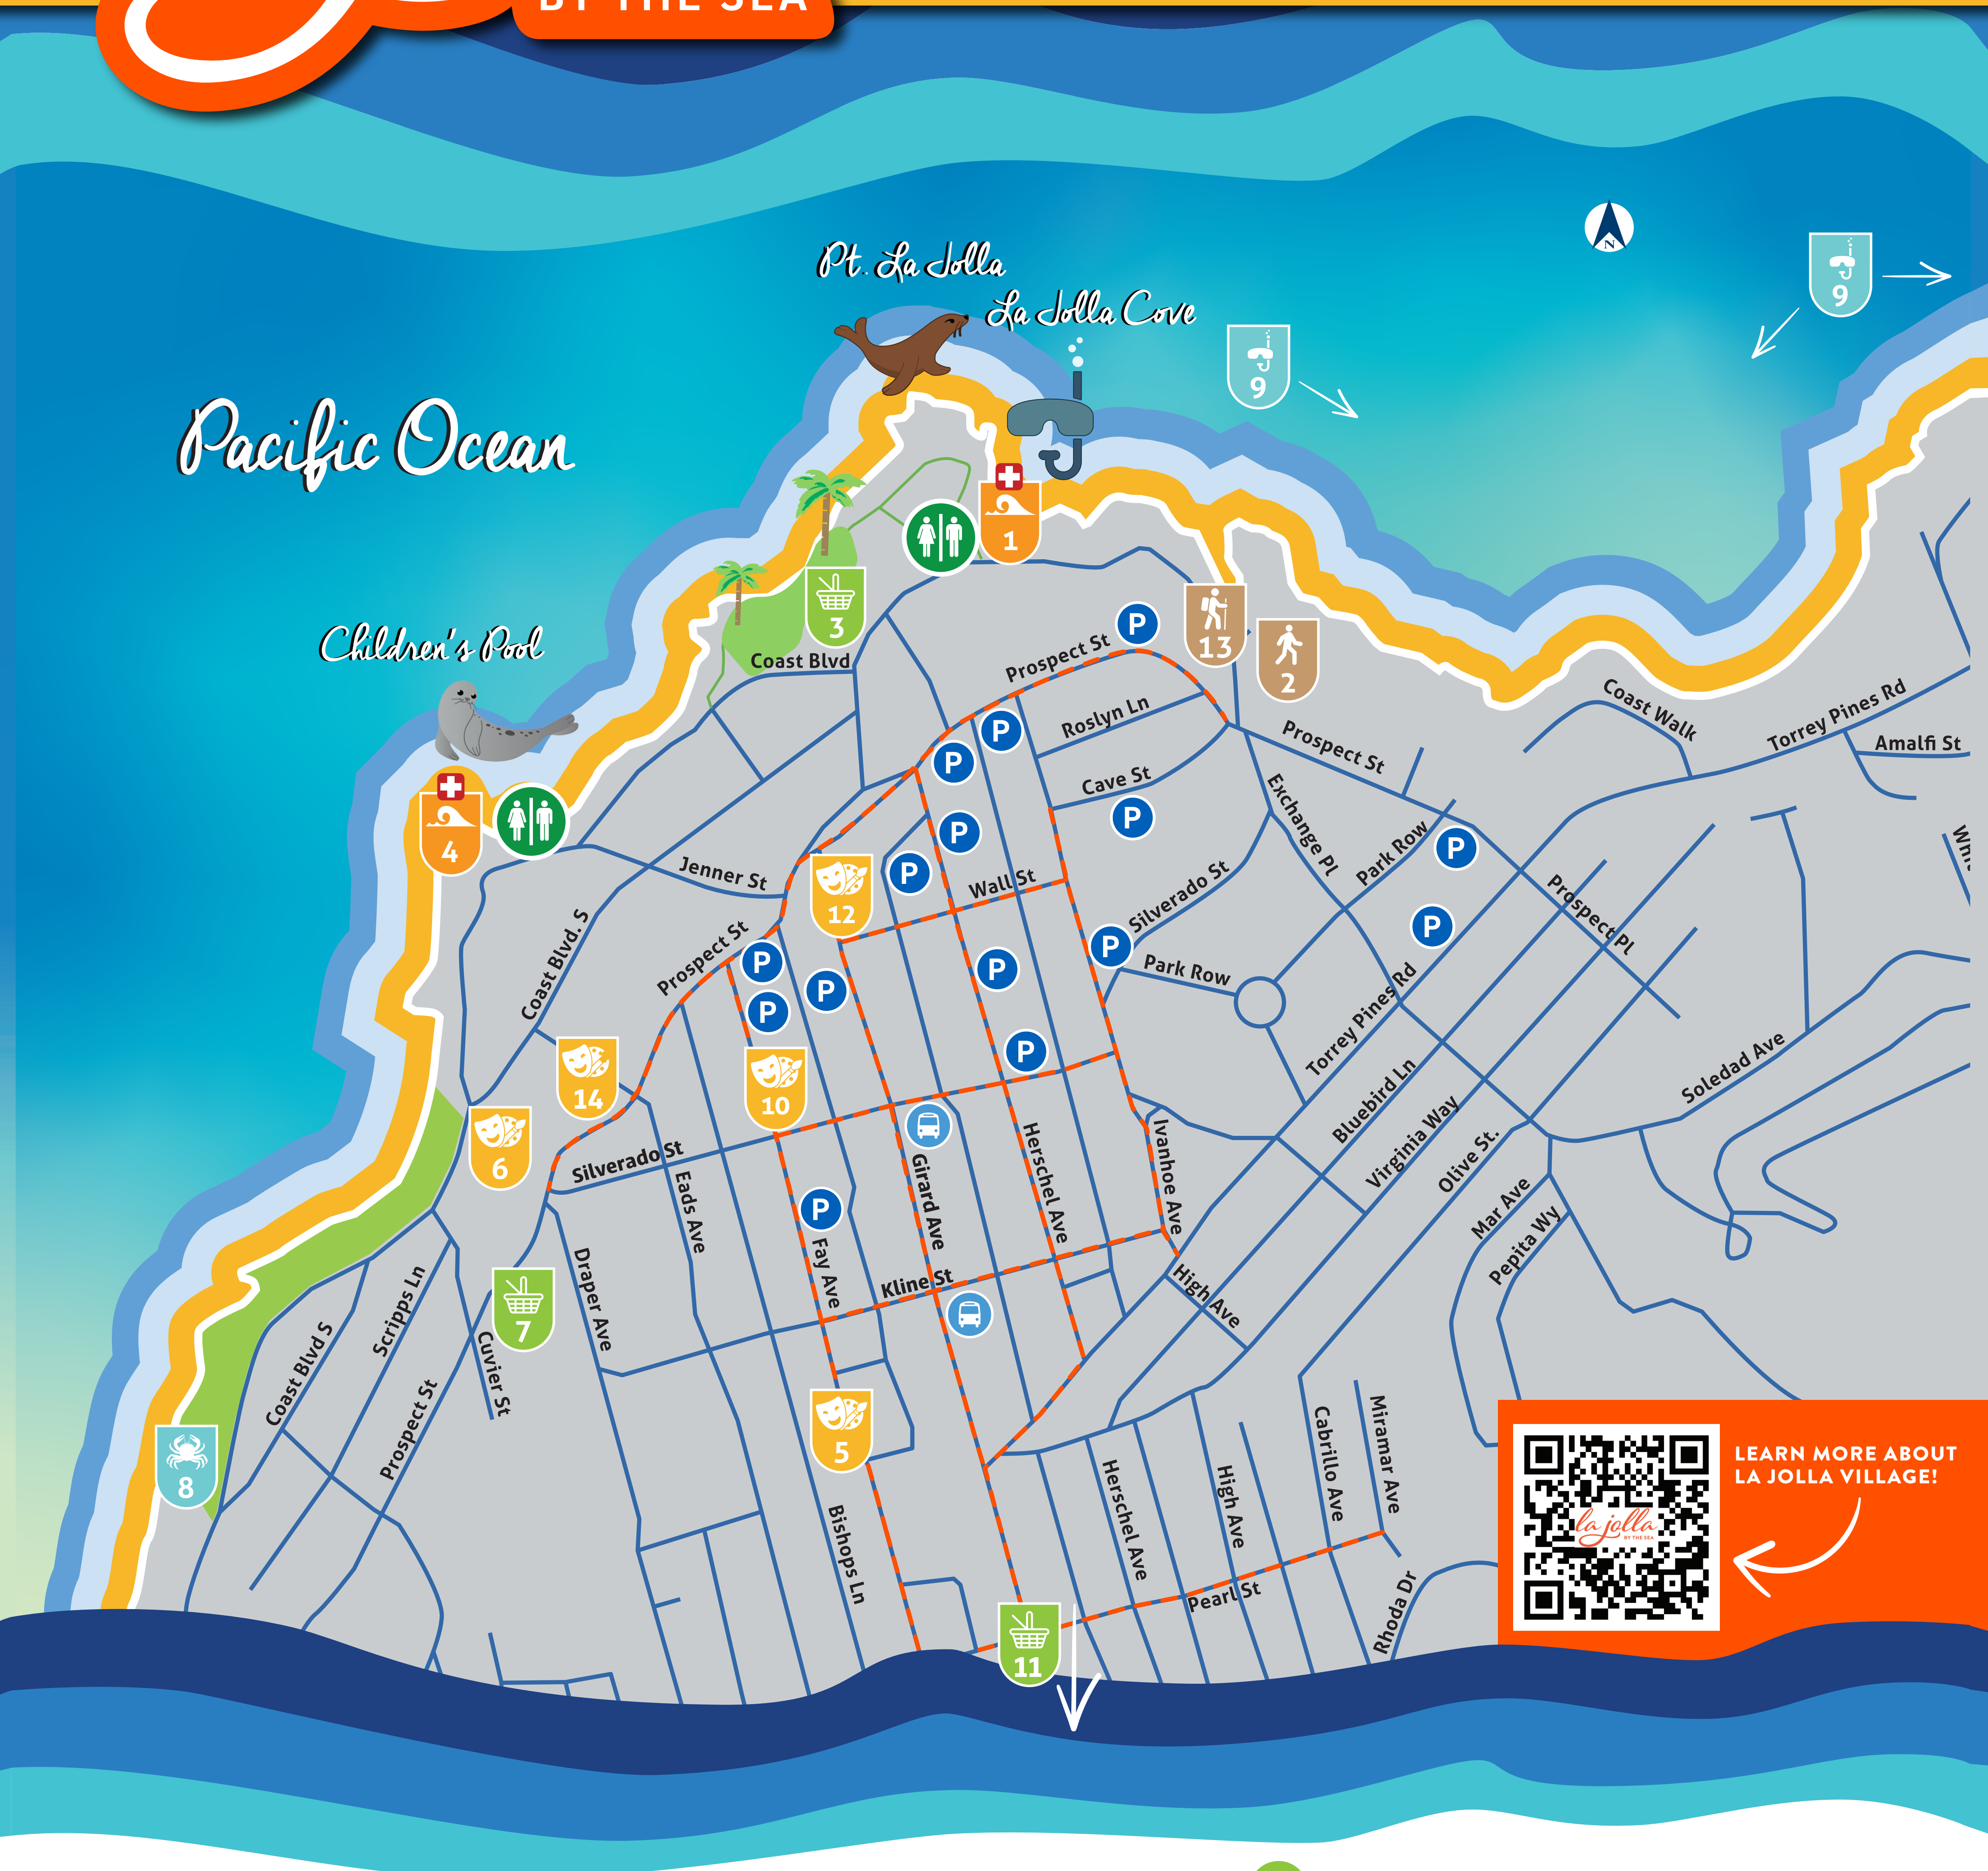 BY THE SEA
N
9
Pt. La Jolla
La Jolla Cove
9
Pacific Ocean
1
3
13
2
Children's Pool
Coast Blvd
Prospect St
P
Roslyn Ln
Coast Walk
Torrey Pines Rd
Amalfi St
P
P
Prospect St
Cave St
Exchange Pl
P
P
4
Jenner St
12
P
Wall St
Park Row
P
Silverado St
Prospect Pl
Coast Blvd. S
Prospect St
P
P
P
P
P
Park Row
P
Torrey Pines Rd
14
10
P
Soledad Ave
Bluebird Ln
6
Silverado St
Eads Ave
Girard Ave
Herschel Ave
Ivanhoe Ave
Virginia Way
Olive St.
Mar Ave
Pepita Wy
P
Fay Ave
Kline St
High Ave
7
Draper Ave
Scripps Ln
Coast Blvd S
Cuvier St
Prospect St
5
8
Bishops Ln
Herschel Ave
High Ave
Cabrillo Ave
Miramar Ave
Pearl St
Rhoda Dr
11
LEARN MORE ABOUT
LA JOLLA VILLAGE!
la jolla
BY THE SEA